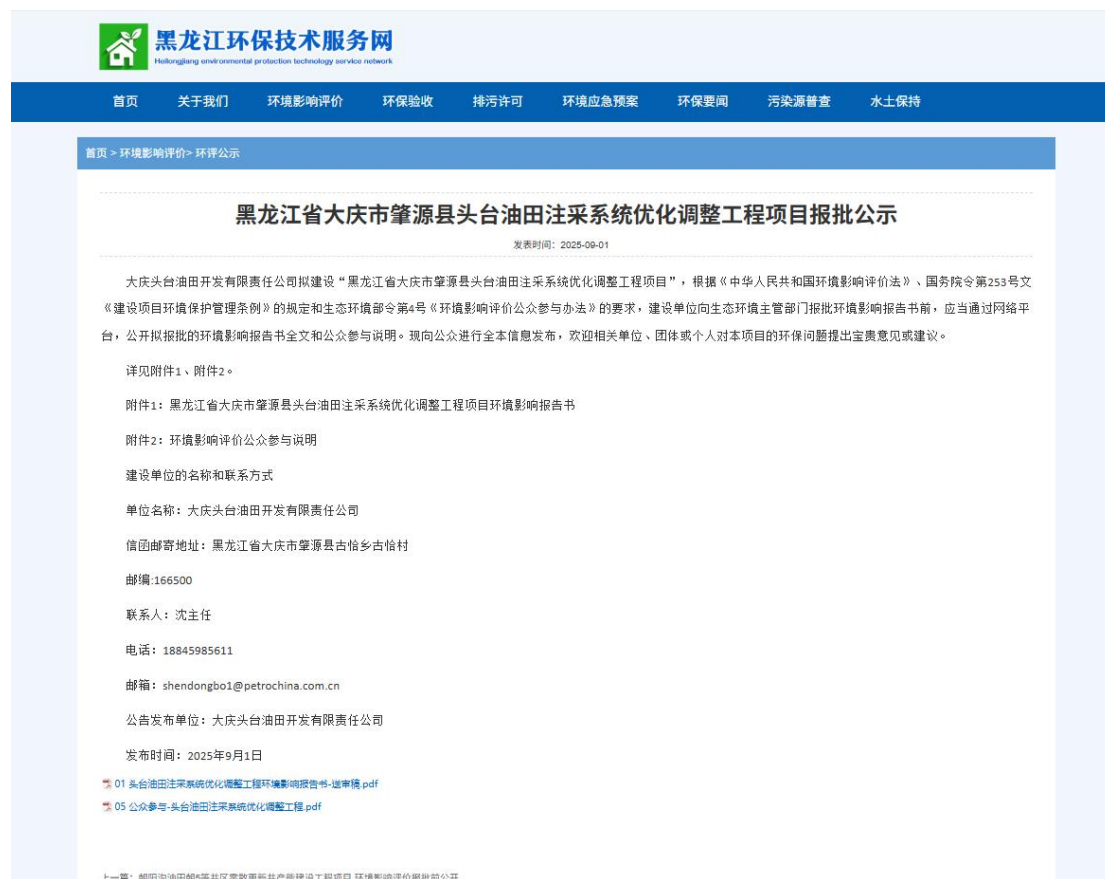 黑龙江环保技术服务网
Heilongjiang environmental protection technology service network
首页 关于我们 环境影响评价 环保验收 排污许可 环境应急预案 环保要闻 污染源普查 水土保持
首页 > 环境影响评价> 环评公示
黑龙江省大庆市肇源县头台油田注采系统优化调整工程项目报批公示
发表时间：2025-09-01
大庆头台油田开发有限责任公司拟建设“黑龙江省大庆市肇源县头台油田注采系统优化调整工程项目”，根据《中华人民共和国环境影响评价法》、国务院令第253号文
《建设项目环境保护管理条例》的规定和生态环境部令第4号《环境影响评价公众参与办法》的要求，建设单位向生态环境主管部门报批环境影响报告书前，应当通过网络平
台，公开拟报批的环境影响报告书全文和公众参与说明。现向公众进行全本信息发布，欢迎相关单位、团体或个人对本项目的环保问题提出宝贵意见或建议。
详见附件1、附件2。
附件1：黑龙江省大庆市肇源县头台油田注采系统优化调整工程项目环境影响报告书
附件2：环境影响评价公众参与说明
建设单位的名称和联系方式
单位名称：大庆头台油田开发有限责任公司
信函邮寄地址：黑龙江省大庆市肇源县古恰乡古恰村
邮编:166500
联系人：沈主任
电话：18845985611
邮箱：shendongbo1@petrochina.com.cn
公告发布单位：大庆头台油田开发有限责任公司
发布时间：2025年9月1日
01 头台油田注采系统优化调整工程环境影响报告书-送审稿.pdf
05 公众参与-头台油田注采系统优化调整工程.pdf